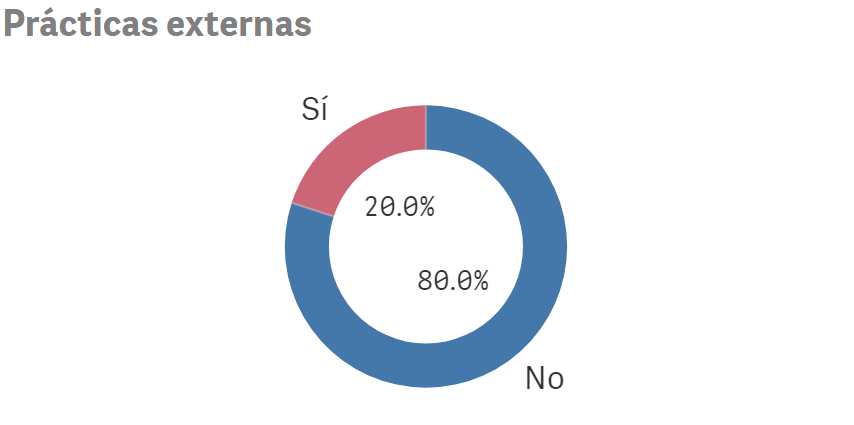 Prácticas externas
Sí
20.0%
80.0%
No